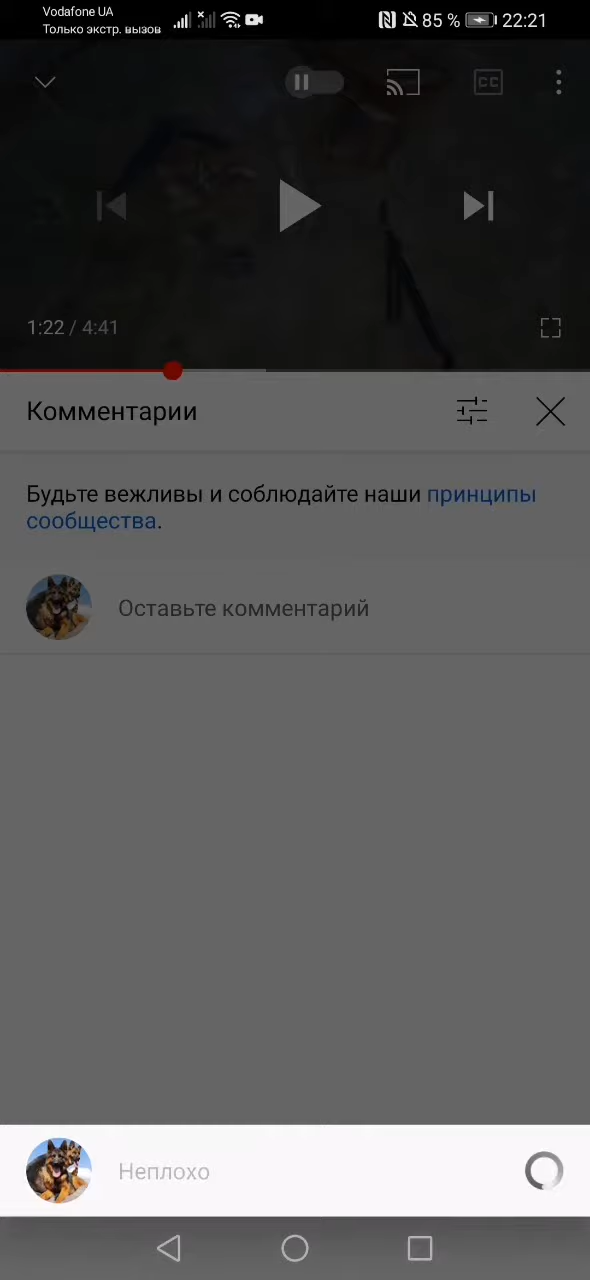 Vodafone UA
Только экстр. вызов
85 %
22:21
CC
1:22 / 4:41
Комментарии
Будьте вежливы и соблюдайте наши принципы
сообщества.
Оставьте комментарий
Неплохо